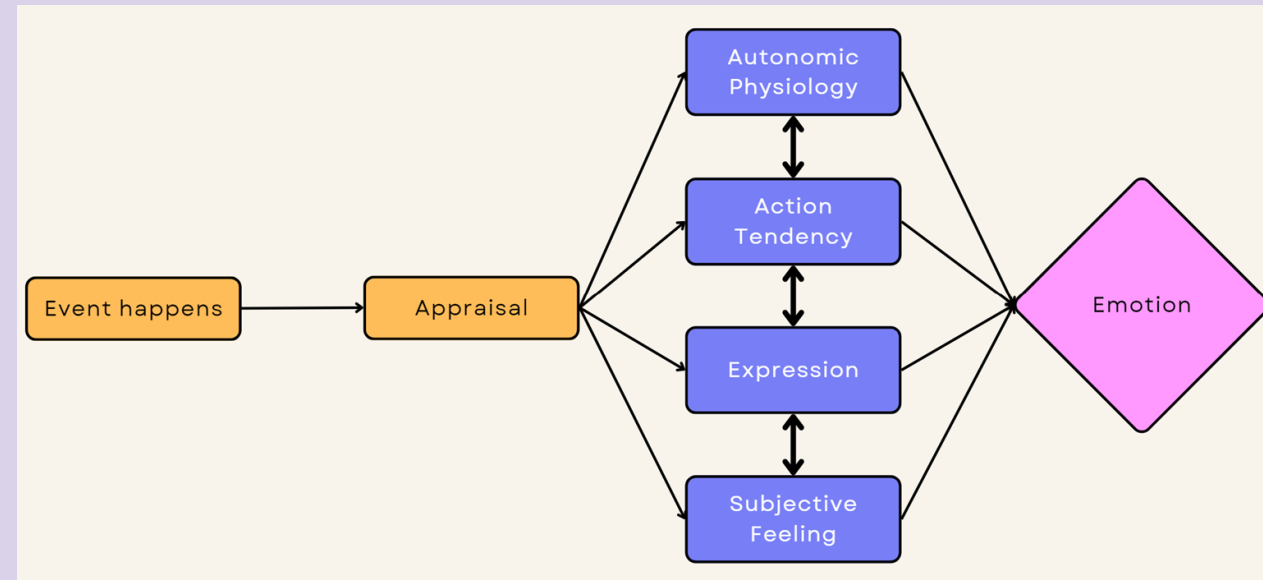 Event happens
Appraisal
Autonomic
Physiology
Action
Tendency
Expression
Subjective
Feeling
Emotion